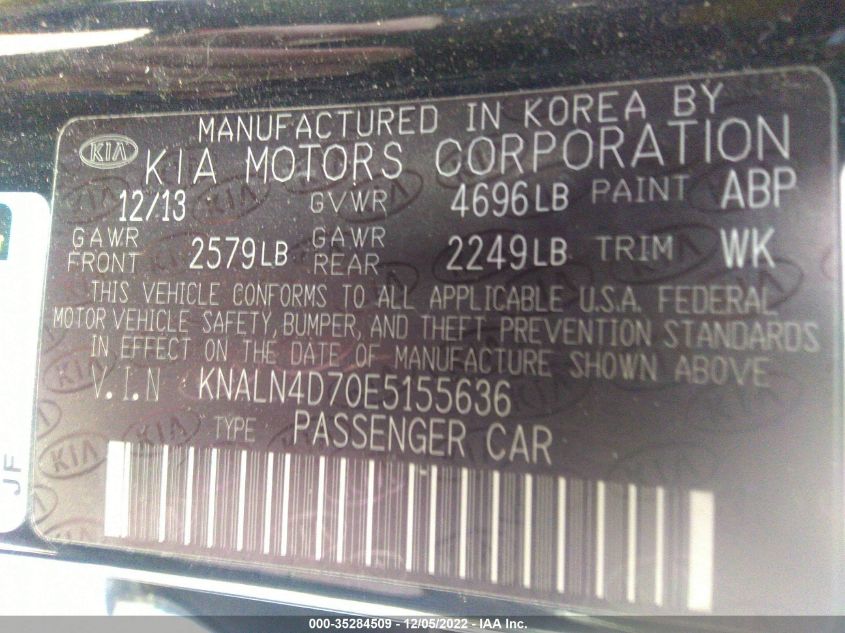 MANUFACTURED IN KOREA BY
KIA KIA MOTORS CORPORATION
12/13 GVWR 4696LB PAINT ABP
GAWR FRONT 2579LB GAWR REAR 2249LB TRIM WK
THIS VEHICLE CONFORMS TO ALL APPLICABLE U.S.A. FEDERAL
MOTOR VEHICLE SAFETY, BUMPER, AND THEFT PREVENTION STANDARDS
IN EFFECT ON THE DATE OF MANUFACTURE SHOWN ABOVE
V.I.N KNALN4D70E5155636
TYPE PASSENGER CAR
JF
000-35284509 - 12/05/2022 - IAA Inc.